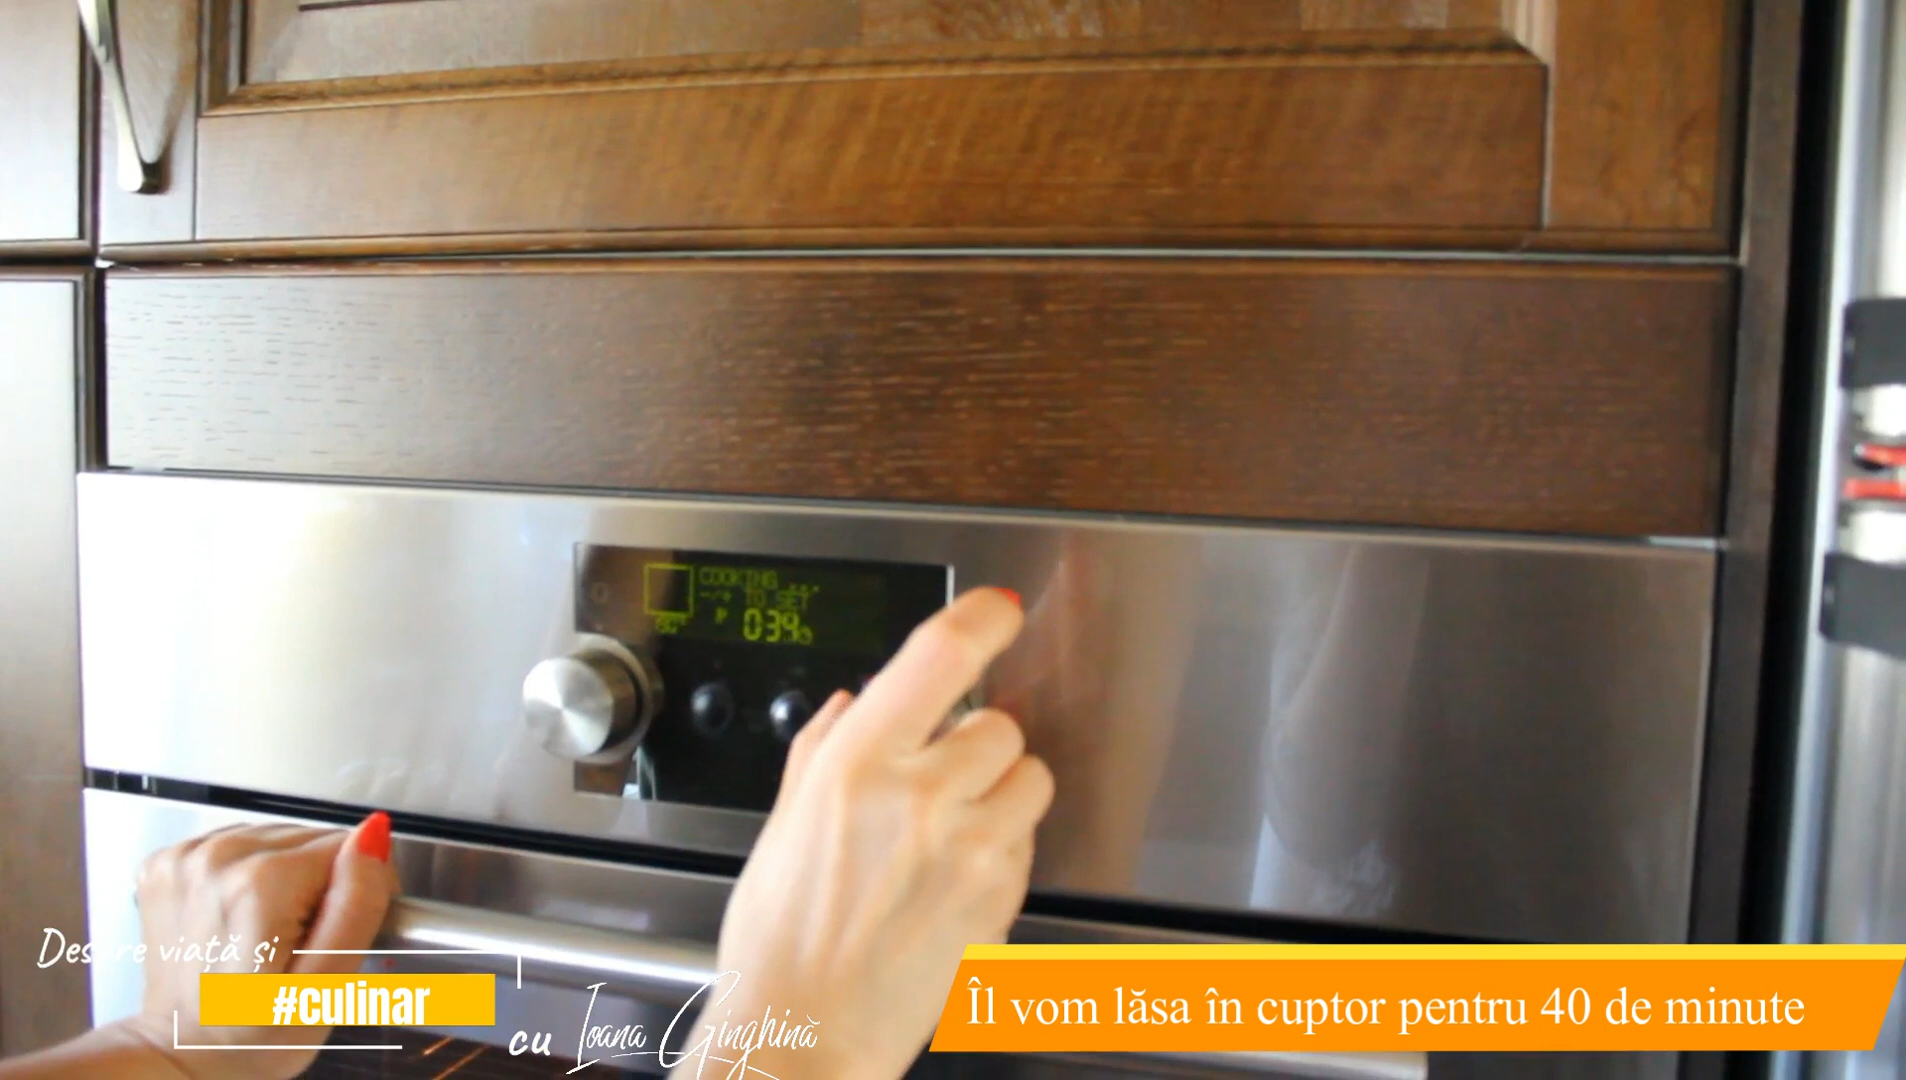 COOKING
-/+ TO SET
P 039
Despre viață și
#culinar
cu Ioana Ginghină
Îl vom lăsa în cuptor pentru 40 de minute